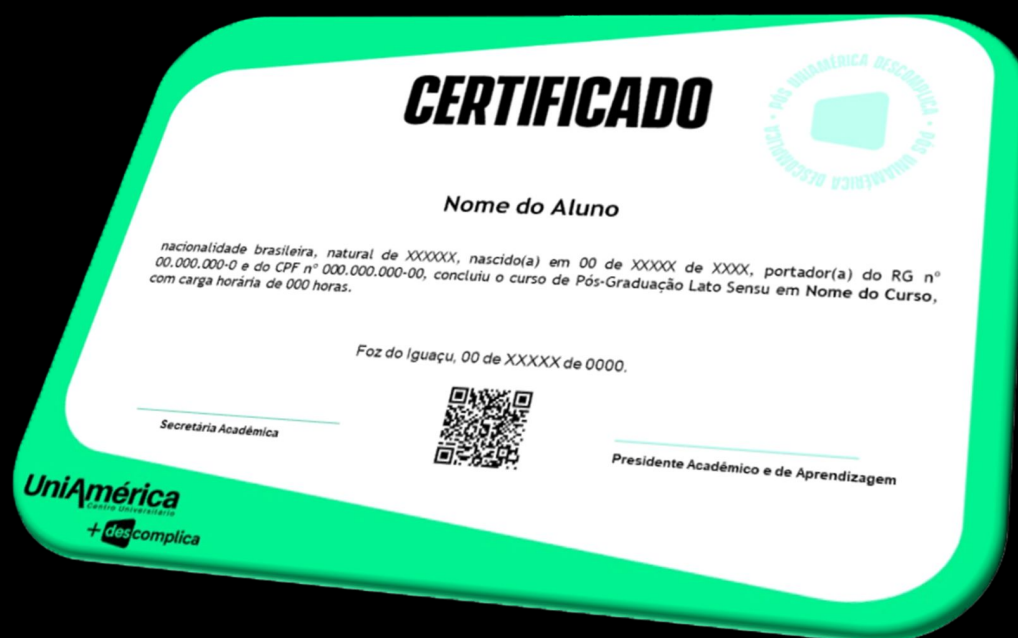 CERTIFICADO
PÓS UNIAMÉRICA DESCOMPLICA • PÓS UNIAMÉRICA DESCOMPLICA •
Nome do Aluno
nacionalidade brasileira, natural de XXXXXX, nascido(a) em 00 de XXXXX de XXXX, portador(a) do RG nº
00.000.000-0 e do CPF nº 000.000.000-00, concluiu o curso de Pós-Graduação Lato Sensu em Nome do Curso,
com carga horária de 000 horas.
Foz do Iguaçu, 00 de XXXXX de 0000.
Secretária Acadêmica
Presidente Acadêmico e de Aprendizagem
UniAmérica
Centro Universitário
+ descomplica